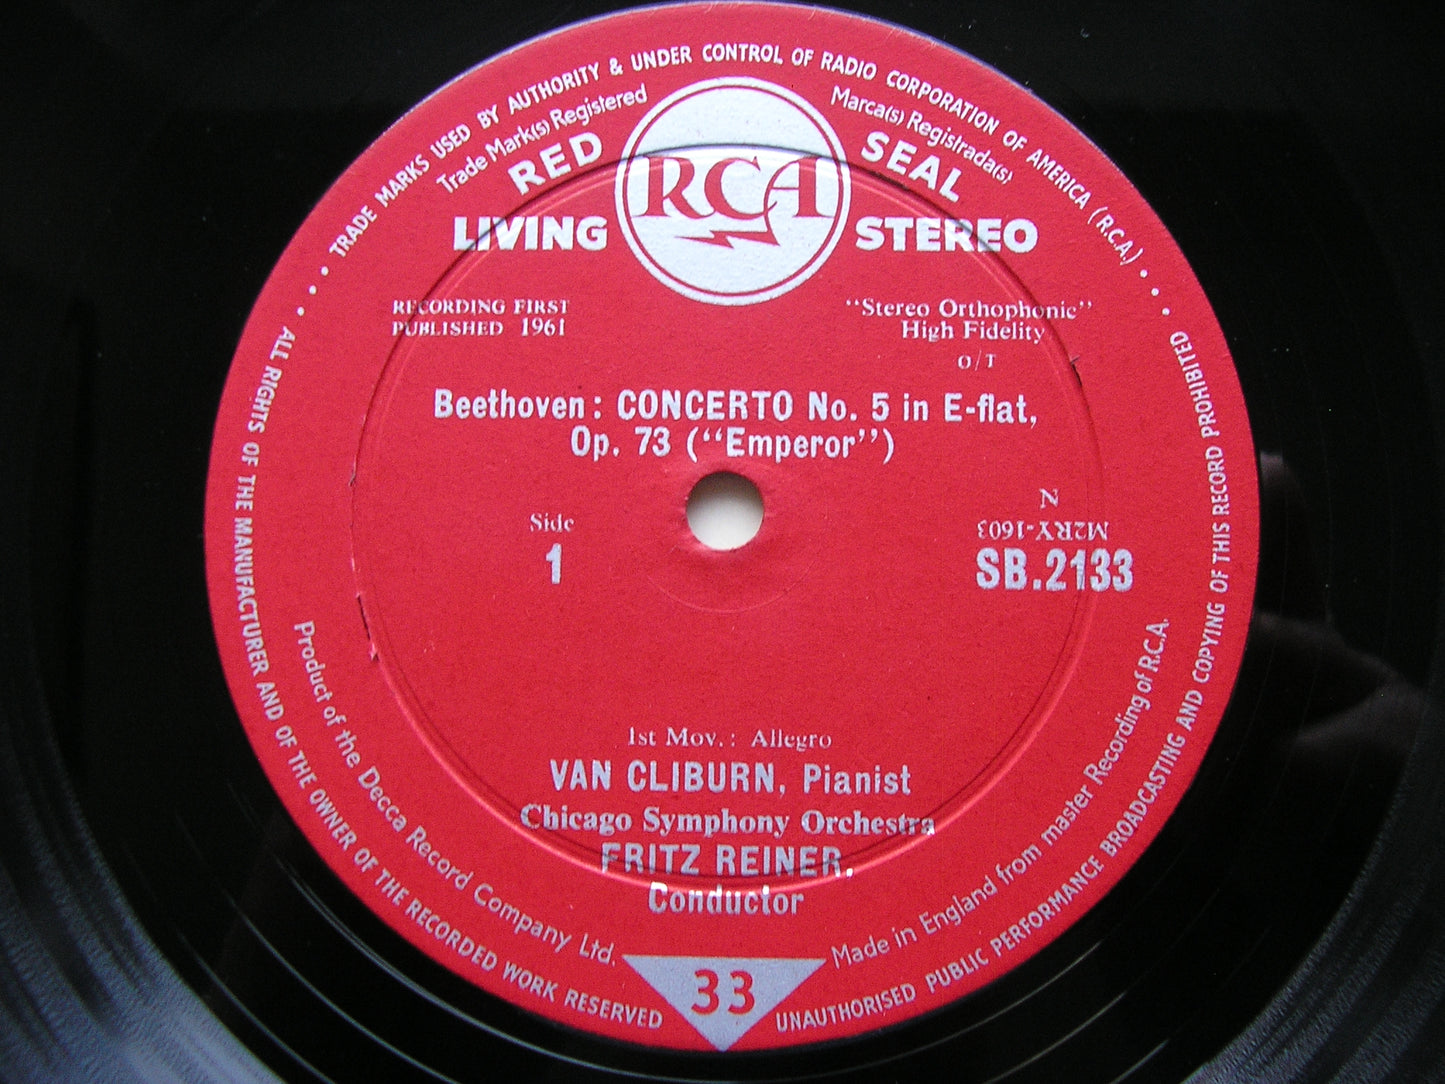 TRADE MARKS USED BY AUTHORITY & UNDER CONTROL OF RADIO CORPORATION OF AMERICA (R.C.A.)
Trade Mark(s) Registered
Marca(s) Registrada(s)
RED SEAL
RCA
LIVING STEREO
RECORDING FIRST
PUBLISHED 1961
"Stereo Orthophonic"
High Fidelity
O/T
Beethoven: CONCERTO No. 5 in E-flat,
Op. 73 ("Emperor")
Side
1
N
M2RY-1603
SB.2133
1st Mov.: Allegro
VAN CLIBURN, Pianist
Chicago Symphony Orchestra
FRITZ REINER,
Conductor
Product of the Decca Record Company Ltd.
33
Made in England from master Recording of R.C.A.
ALL RIGHTS OF THE MANUFACTURER AND OF THE OWNER OF THE RECORDED WORK RESERVED
UNAUTHORISED PUBLIC PERFORMANCE BROADCASTING AND COPYING OF THIS RECORD PROHIBITED